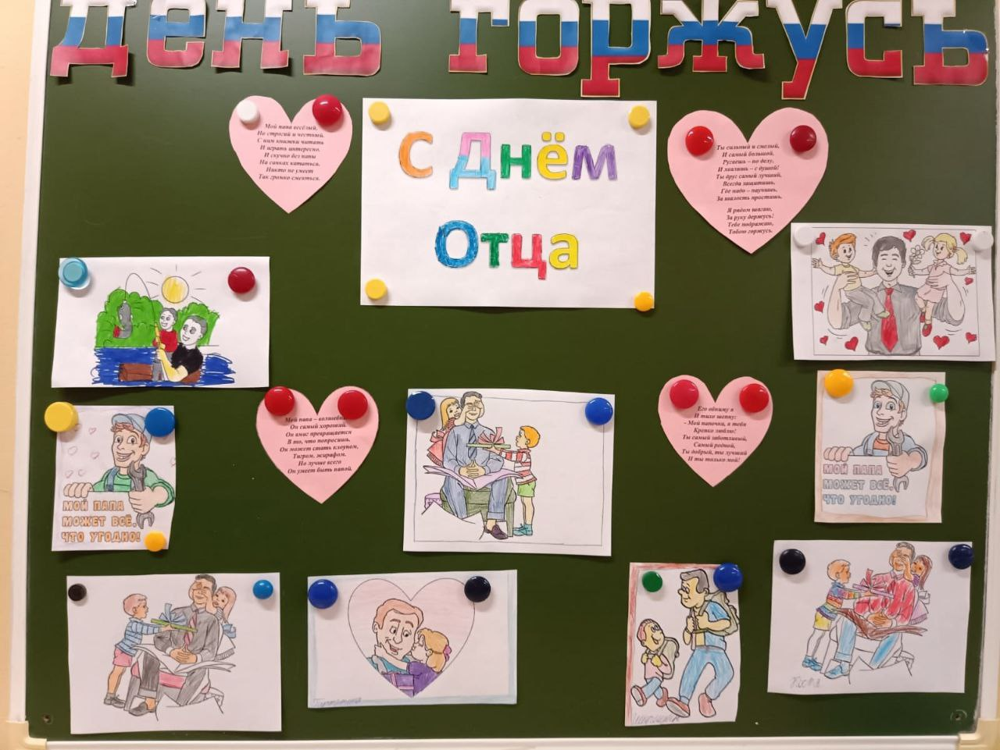 День горжусь
С Днём
Отца
Мой папа весёлый,
Но строгий и честный.
С ним книжки читать
И играть интересно.
И скучно без папы
На санках кататься.
Никто не умеет
Так громко смеяться.
Ты сильный и смелый,
И самый большой,
Ругаешь – по делу,
И хвалишь – с душой!
Ты друг самый лучший,
Всегда защитишь,
Где надо – научишь,
За шалость простишь.
Я рядом шагаю,
За руку держусь!
Тебе подражаю,
Тобою горжусь.
Мой папа –
Он самый хороший.
Он вмиг превращается
В то, что попросишь.
Он может стать клоуном,
Тигром, жирафом.
Но лучше всего
Он умеет быть папой.
Его обниму я
И тихо шепну:
- Мой папочка, я тебя
Крепко люблю!
Ты самый заботливый,
Самый родной,
Ты добрый, ты лучший
И ты только мой!
МОЙ ПАПА
МОЖЕТ ВСЁ,
ЧТО УГОДНО!
МОЙ ПАПА
МОЖЕТ ВСЁ,
ЧТО УГОДНО!